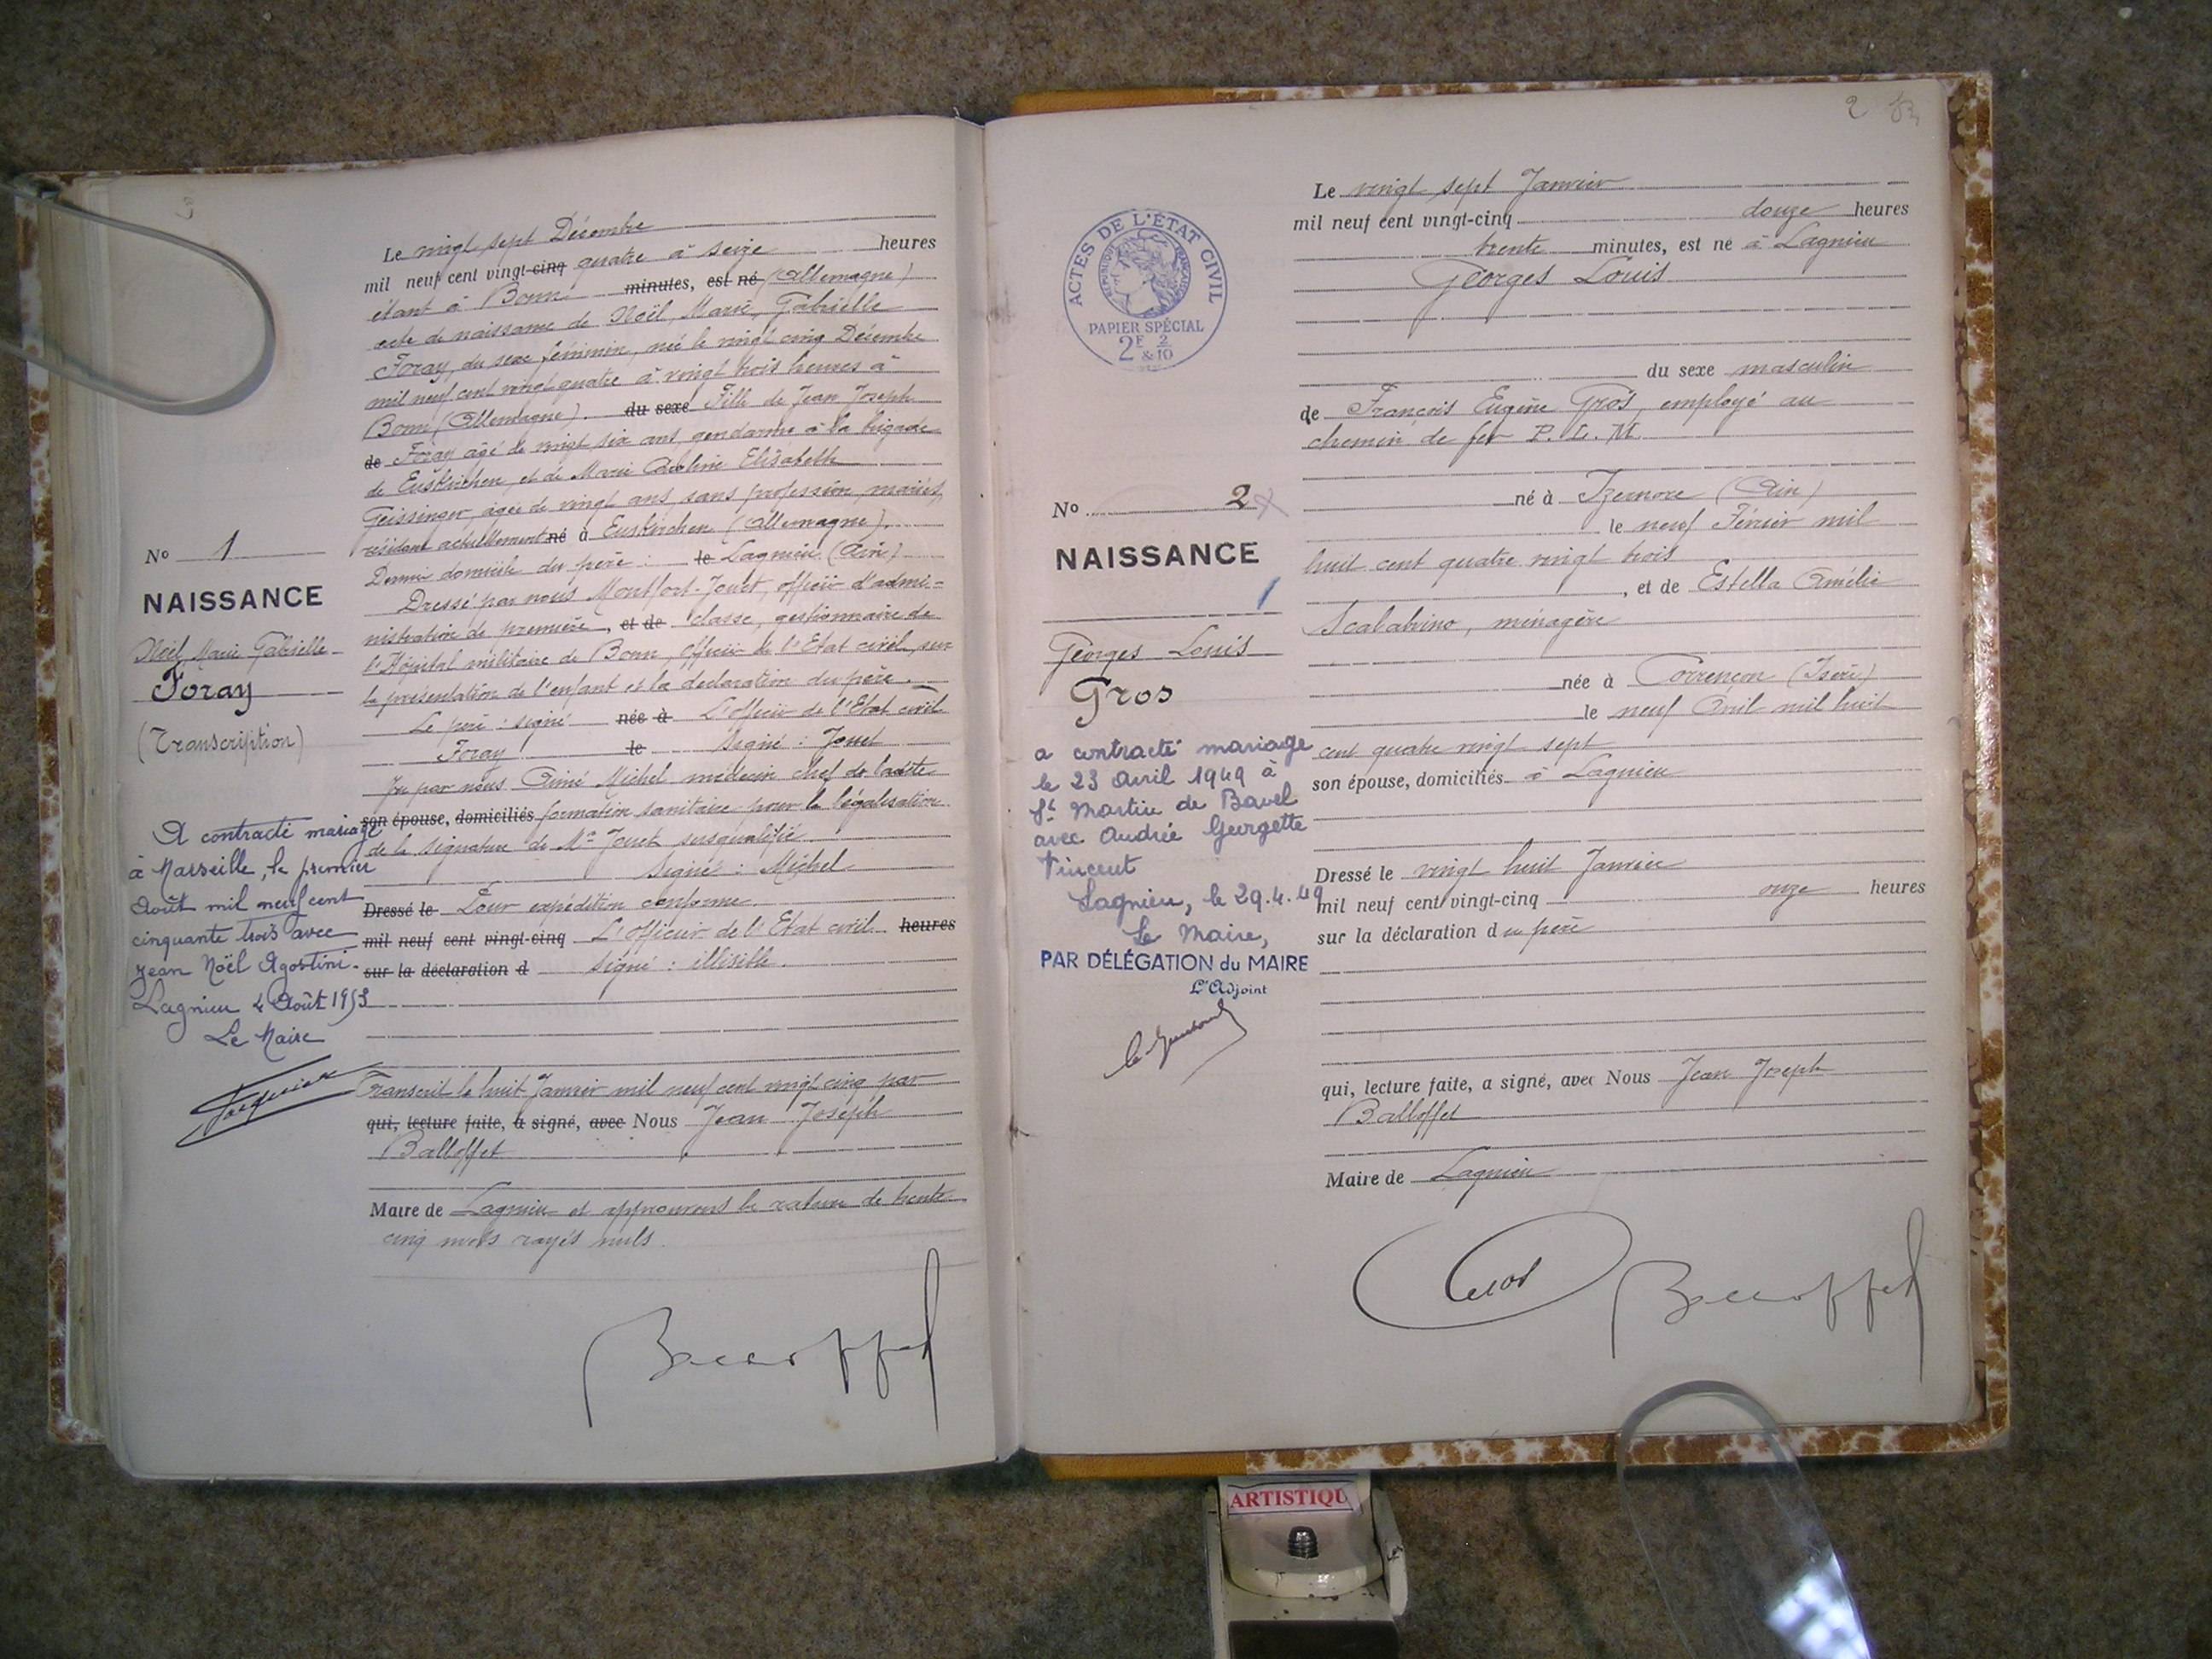 3
Le vingt sept Décembre
mil neuf cent vingt-cinq quatre à seize heures
étant à Bonn minutes, est né (Allemagne)
acte de naissance de Noël, Marie, Gabrielle
Foray, du sexe féminin, née le vingt cinq Décembre
mil neuf cent vingt quatre à vingt trois heures à
Bonn (Allemagne). du sexe Fille de Jean Joseph
de Foray âgé de vingt six ans, gendarme à la brigade
de Euskirchen, et de Marie Caroline Elisabeth
Geissinger, âgée de vingt ans, sans profession, mariés,
résidant actuellement né à Euskirchen (Allemagne).
Dernier domicile du père : le Lagnieu (Ain)
Dressé par nous Montfort-Jouet, officier d'admi-
nistration de première, et de classe, gestionnaire de
l'Hôpital militaire de Bonn, officier de l'Etat civil, sur
la présentation de l'enfant et la déclaration du père.
Le père : signé née à L'officier de l'Etat civil
Foray le Signé : Jouet
Vu par nous Aimé Michel médecin chef de ladite
son épouse, domiciliés formation sanitaire pour la légalisation
de la signature de Mr Jouet susqualifié.
Signé : Michel
Dressé le Pour expédition conforme.
mil neuf cent vingt-cinq L'officier de l'Etat civil heures
sur la déclaration d signé : illisible.
Transcrit le huit Janvier mil neuf cent vingt cinq par
qui, lecture faite, a signé, avec Nous Jean Joseph
Balloffet
Maire de Lagnieu et approuvons la rature de trente
cinq mots rayés nuls.
Balloffet
No 1
NAISSANCE
Noël Marie Gabrielle
Foray
(Transcription)
A contracté mariage
à Marseille, le premier
Août mil neuf cent
cinquante trois avec
Jean Noël Agostini.
Lagnieu 4 Août 1953
Le Maire
2
ACTES DE L'ÉTAT CIVIL
RÉPUBLIQUE FRANÇAISE
PAPIER SPÉCIAL
2F 2
&10
No 2
NAISSANCE
1
Georges Louis
Gros
a contracté mariage
le 23 Avril 1949 à
St Martin de Bavel
avec Andrée Georgette
Vincent
Lagnieu, le 29.4.49
Le Maire,
PAR DÉLÉGATION du MAIRE
L'Adjoint
Le vingt sept Janvier
mil neuf cent vingt-cinq douze heures
trente minutes, est né à Lagnieu
Georges Louis
du sexe masculin
de François Eugène Gros, employé au
chemin de fer P. L. M.
né à Izernore (Ain)
le neuf Février mil
huit cent quatre vingt trois
, et de Estella Amélie
Scalabrino, ménagère
née à Corrençon (Isère)
le neuf Avril mil huit
cent quatre vingt sept
son épouse, domiciliés à Lagnieu
Dressé le vingt huit Janvier
mil neuf cent vingt-cinq onze heures
sur la déclaration du père
qui, lecture faite, a signé, avec Nous Jean Joseph
Balloffet
Maire de Lagnieu
Gros Balloffet
ARTISTIQU